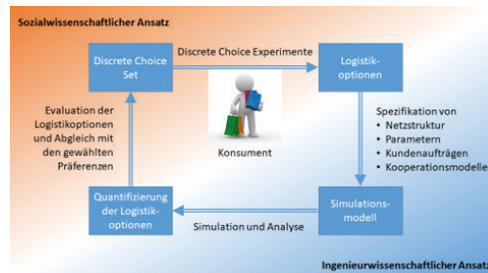 Sozialwissenschaftlicher Ansatz
Discrete Choice
Set
Discrete Choice Experimente
Logistik-
optionen
Evaluation der
Logistikoptionen
und Abgleich mit
den gewählten
Präferenzen
Konsument
Spezifikation von
• Netzstruktur
• Parametern
• Kundenaufträgen
• Kooperationsmodelle
Quantifizierung
der Logistik-
optionen
Simulation und Analyse
Simulations-
modell
Ingenieurwissenschaftlicher Ansatz